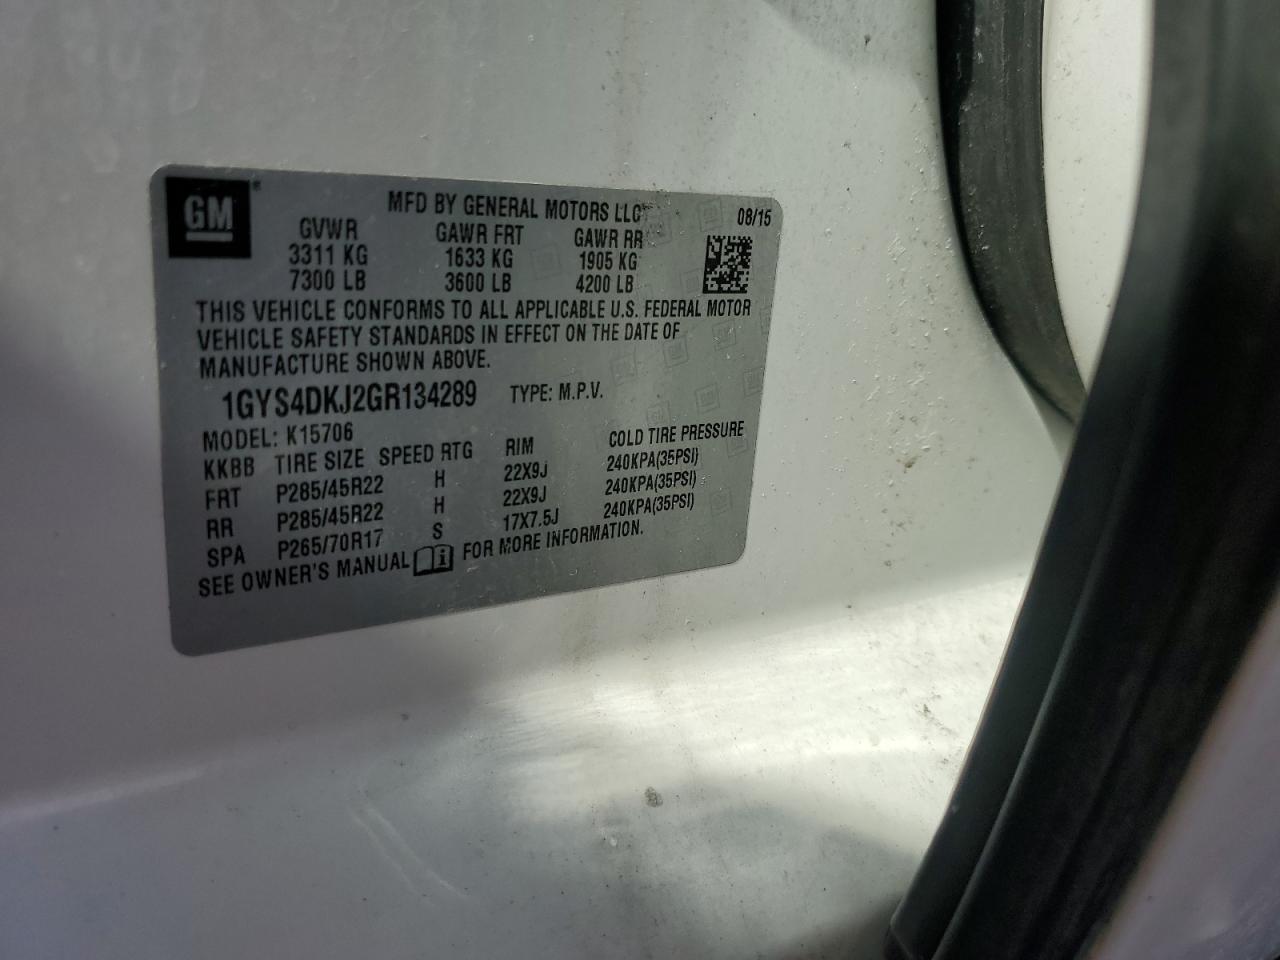 GM
MFD BY GENERAL MOTORS LLC 08/15
GVWR GAWR FRT GAWR RR
3311 KG 1633 KG 1905 KG
7300 LB 3600 LB 4200 LB
THIS VEHICLE CONFORMS TO ALL APPLICABLE U.S. FEDERAL MOTOR
VEHICLE SAFETY STANDARDS IN EFFECT ON THE DATE OF
MANUFACTURE SHOWN ABOVE.
1GYS4DKJ2GR134289 TYPE: M.P.V.
MODEL: K15706
KKBB TIRE SIZE SPEED RTG RIM COLD TIRE PRESSURE
FRT P285/45R22 H 22X9J 240KPA(35PSI)
RR P285/45R22 H 22X9J 240KPA(35PSI)
SPA P265/70R17 S 17X7.5J 240KPA(35PSI)
SEE OWNER'S MANUAL FOR MORE INFORMATION.